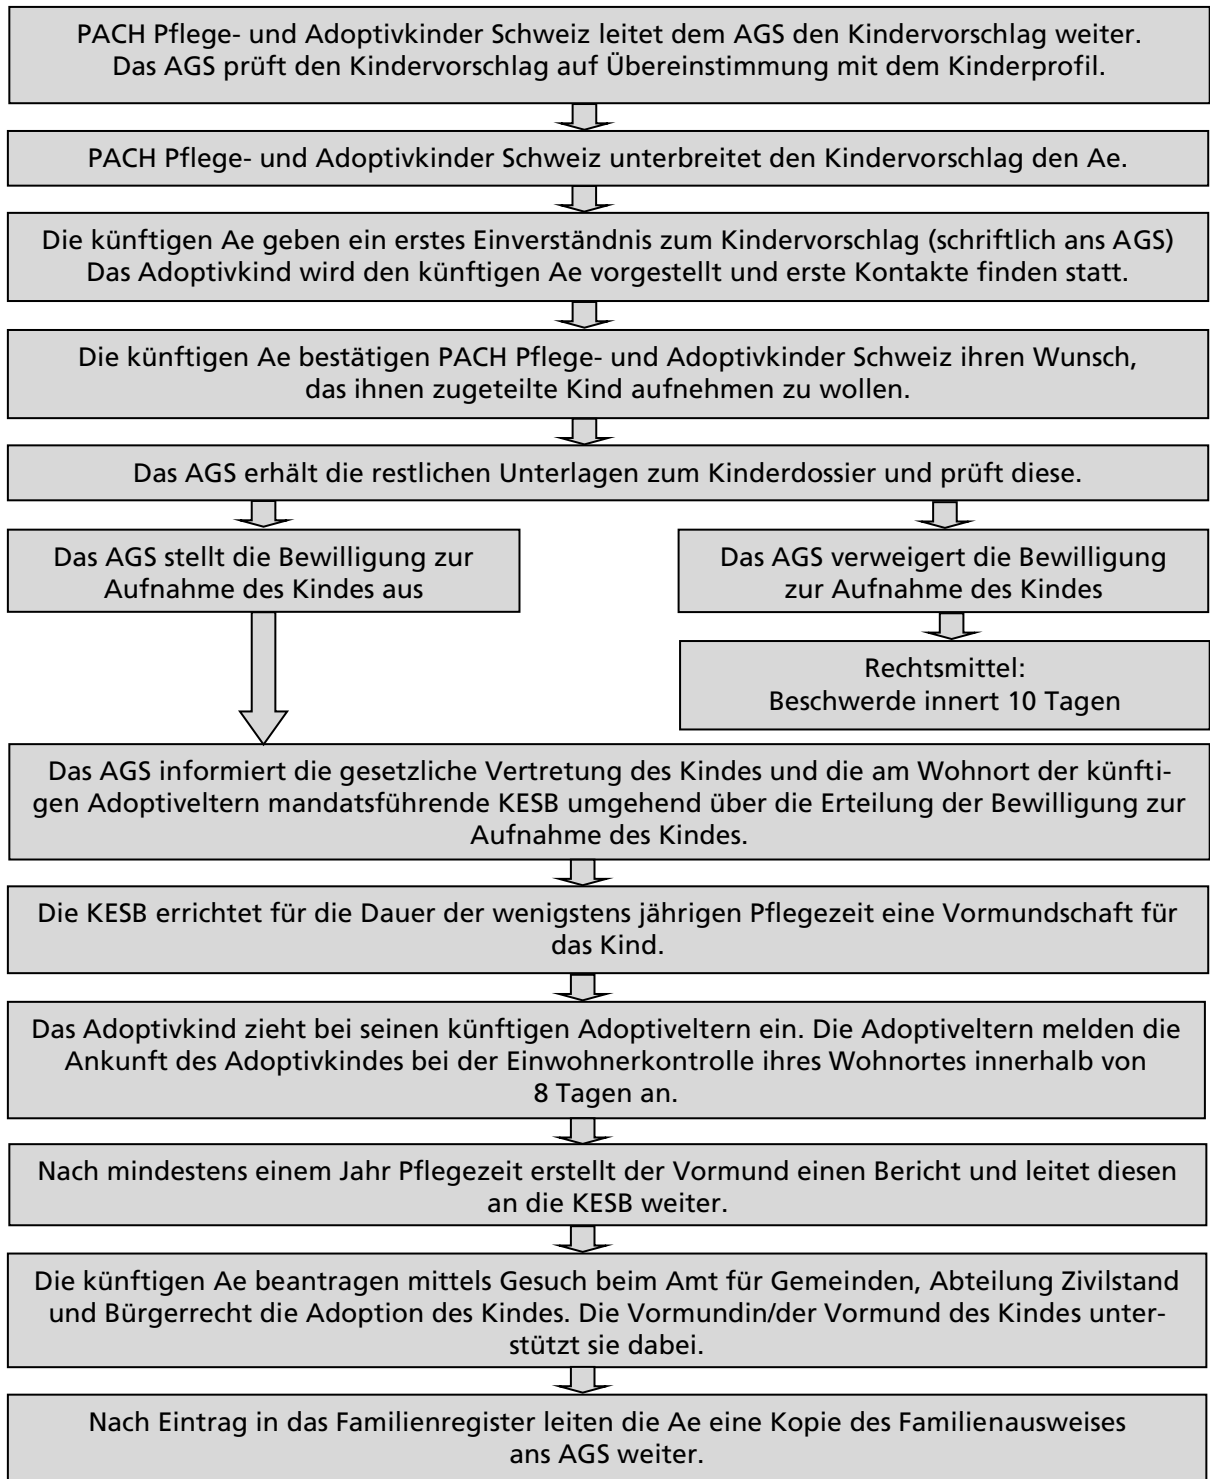 PACH Pflege- und Adoptivkinder Schweiz leitet dem AGS den Kindervorschlag weiter.
Das AGS prüft den Kindervorschlag auf Übereinstimmung mit dem Kinderprofil.
PACH Pflege- und Adoptivkinder Schweiz unterbreitet den Kindervorschlag den Ae.
Die künftigen Ae geben ein erstes Einverständnis zum Kindervorschlag (schriftlich ans AGS)
Das Adoptivkind wird den künftigen Ae vorgestellt und erste Kontakte finden statt.
Die künftigen Ae bestätigen PACH Pflege- und Adoptivkinder Schweiz ihren Wunsch,
das ihnen zugeteilte Kind aufnehmen zu wollen.
Das AGS erhält die restlichen Unterlagen zum Kinderdossier und prüft diese.
Das AGS stellt die Bewilligung zur
Aufnahme des Kindes aus
Das AGS verweigert die Bewilligung
zur Aufnahme des Kindes
Rechtsmittel:
Beschwerde innert 10 Tagen
Das AGS informiert die gesetzliche Vertretung des Kindes und die am Wohnort der künfti-
gen Adoptiveltern mandatsführende KESB umgehend über die Erteilung der Bewilligung zur
Aufnahme des Kindes.
Die KESB errichtet für die Dauer der wenigstens jährigen Pflegezeit eine Vormundschaft für
das Kind.
Das Adoptivkind zieht bei seinen künftigen Adoptiveltern ein. Die Adoptiveltern melden die
Ankunft des Adoptivkindes bei der Einwohnerkontrolle ihres Wohnortes innerhalb von
8 Tagen an.
Nach mindestens einem Jahr Pflegezeit erstellt der Vormund einen Bericht und leitet diesen
an die KESB weiter.
Die künftigen Ae beantragen mittels Gesuch beim Amt für Gemeinden, Abteilung Zivilstand
und Bürgerrecht die Adoption des Kindes. Die Vormundin/der Vormund des Kindes unter-
stützt sie dabei.
Nach Eintrag in das Familienregister leiten die Ae eine Kopie des Familienausweises
ans AGS weiter.